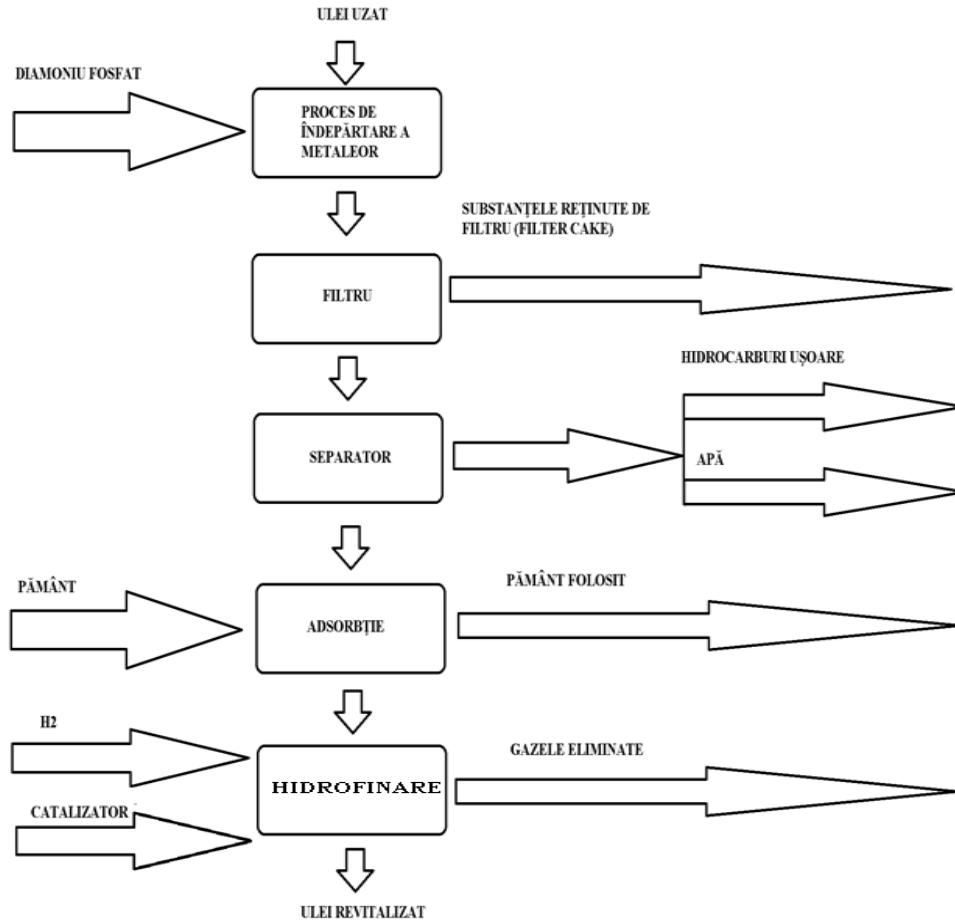 ULEI UZAT
DIAMONIU FOSFAT
PROCES DE
ÎNDEPĂRTARE A
METALEOR
SUBSTANȚELE REȚINUTE DE
FILTRU (FILTER CAKE)
FILTRU
HIDROCARBURI UȘOARE
SEPARATOR
APĂ
PĂMÂNT
PĂMÂNT FOLOSIT
ADSORBȚIE
H2
GAZELE ELIMINATE
HIDROFINARE
CATALIZATOR
ULEI REVITALIZAT